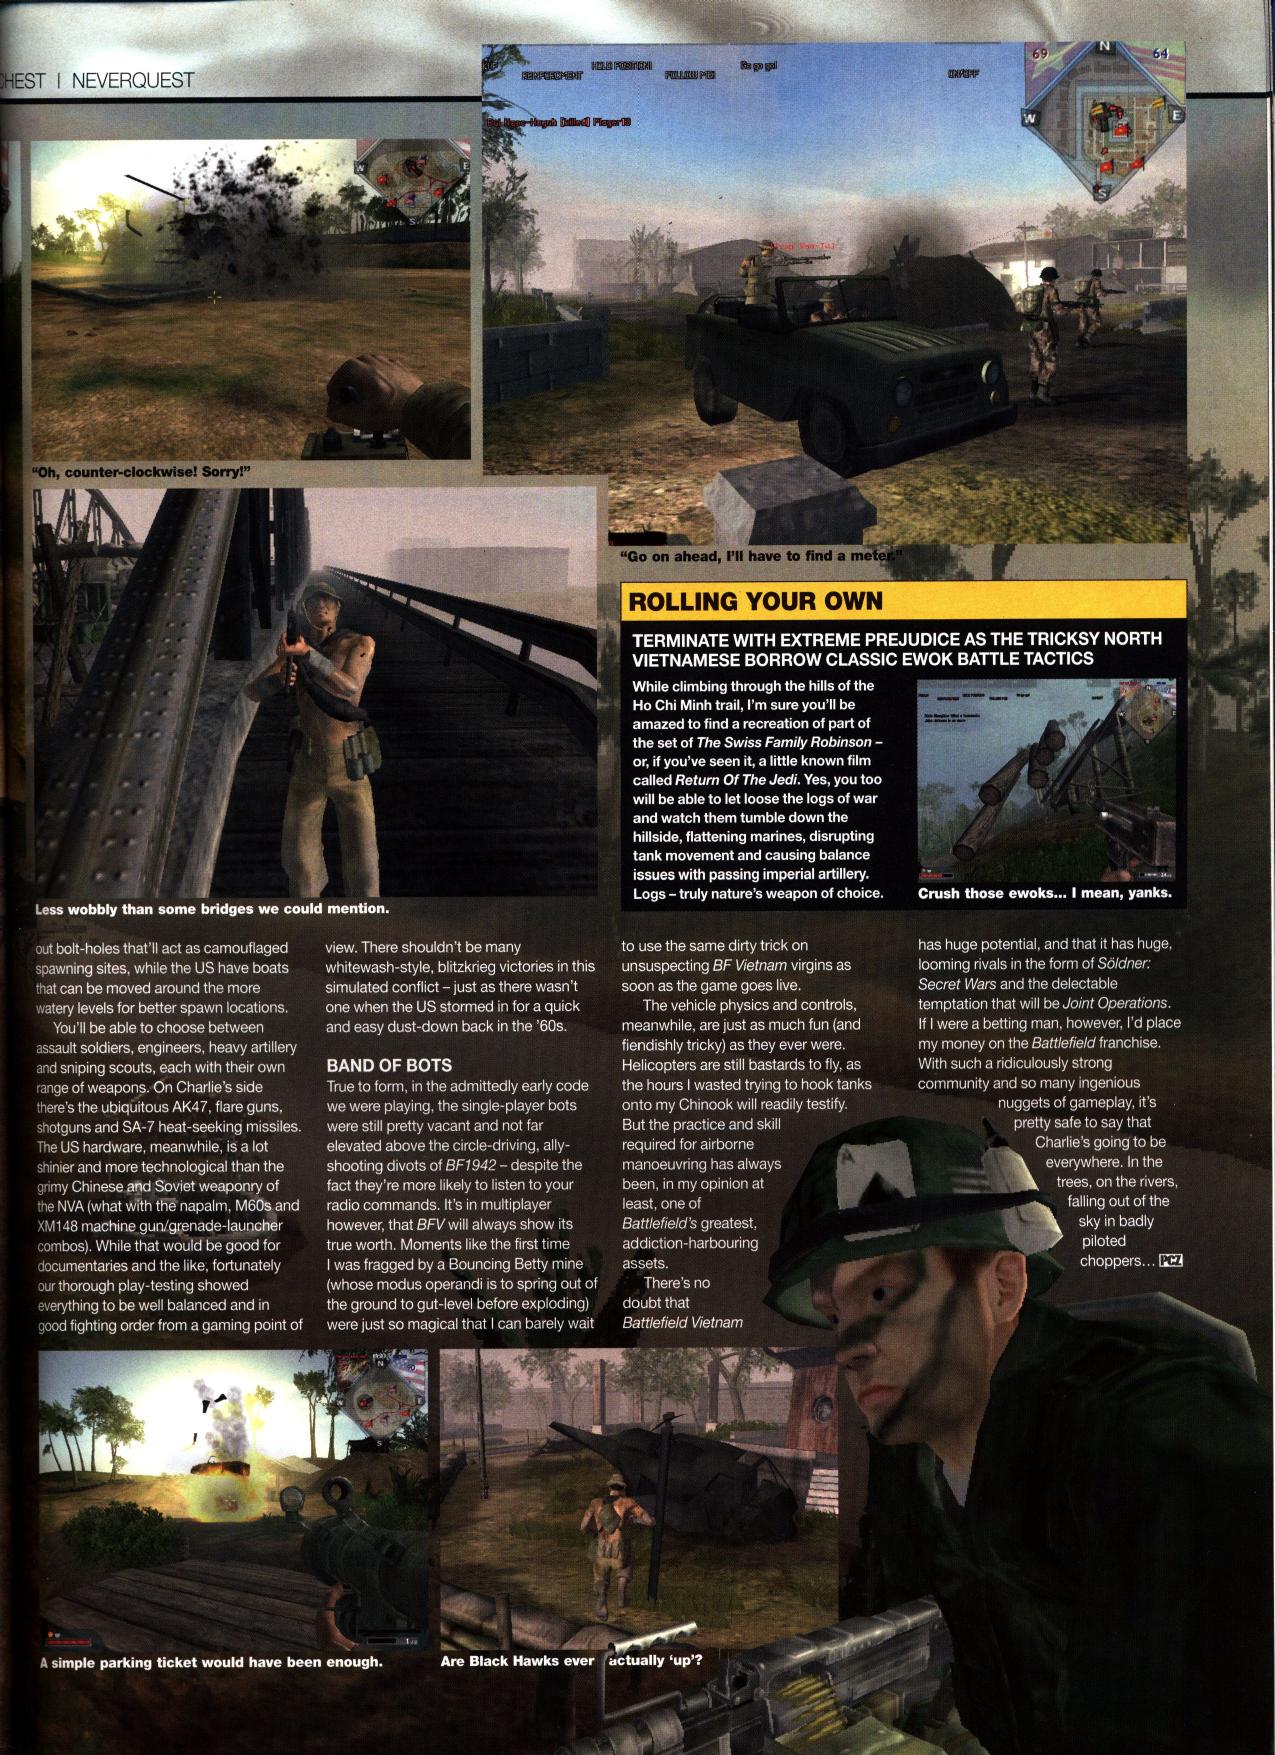 CHEST | NEVERQUEST
REINFORCEMENT
HOLD POSITION!
FOLLOW ME!
Go go go!
ON/OFF
69
N
64
W
E
S
[killed] Player13
"Oh, counter-clockwise! Sorry!"
"Go on ahead, I'll have to find a meter."
Less wobbly than some bridges we could mention.
ROLLING YOUR OWN
TERMINATE WITH EXTREME PREJUDICE AS THE TRICKSY NORTH
VIETNAMESE BORROW CLASSIC EWOK BATTLE TACTICS
While climbing through the hills of the
Ho Chi Minh trail, I'm sure you'll be
amazed to find a recreation of part of
the set of The Swiss Family Robinson –
or, if you've seen it, a little known film
called Return Of The Jedi. Yes, you too
will be able to let loose the logs of war
and watch them tumble down the
hillside, flattening marines, disrupting
tank movement and causing balance
issues with passing imperial artillery.
Logs – truly nature's weapon of choice.
Crush those ewoks... I mean, yanks.
out bolt-holes that'll act as camouflaged
spawning sites, while the US have boats
that can be moved around the more
watery levels for better spawn locations.
You'll be able to choose between
assault soldiers, engineers, heavy artillery
and sniping scouts, each with their own
range of weapons. On Charlie's side
there's the ubiquitous AK47, flare guns,
shotguns and SA-7 heat-seeking missiles.
The US hardware, meanwhile, is a lot
shinier and more technological than the
grimy Chinese and Soviet weaponry of
the NVA (what with the napalm, M60s and
XM148 machine gun/grenade-launcher
combos). While that would be good for
documentaries and the like, fortunately
our thorough play-testing showed
everything to be well balanced and in
good fighting order from a gaming point of
view. There shouldn't be many
whitewash-style, blitzkrieg victories in this
simulated conflict – just as there wasn't
one when the US stormed in for a quick
and easy dust-down back in the '60s.
BAND OF BOTS
True to form, in the admittedly early code
we were playing, the single-player bots
were still pretty vacant and not far
elevated above the circle-driving, ally-
shooting divots of BF1942 – despite the
fact they're more likely to listen to your
radio commands. It's in multiplayer
however, that BFV will always show its
true worth. Moments like the first time
I was fragged by a Bouncing Betty mine
(whose modus operandi is to spring out of
the ground to gut-level before exploding)
were just so magical that I can barely wait
to use the same dirty trick on
unsuspecting BF Vietnam virgins as
soon as the game goes live.
The vehicle physics and controls,
meanwhile, are just as much fun (and
fiendishly tricky) as they ever were.
Helicopters are still bastards to fly, as
the hours I wasted trying to hook tanks
onto my Chinook will readily testify.
But the practice and skill
required for airborne
manoeuvring has always
been, in my opinion at
least, one of
Battlefield's greatest,
addiction-harbouring
assets.
There's no
doubt that
Battlefield Vietnam
has huge potential, and that it has huge,
looming rivals in the form of Söldner:
Secret Wars and the delectable
temptation that will be Joint Operations.
If I were a betting man, however, I'd place
my money on the Battlefield franchise.
With such a ridiculously strong
community and so many ingenious
nuggets of gameplay, it's
pretty safe to say that
Charlie's going to be
everywhere. In the
trees, on the rivers,
falling out of the
sky in badly
piloted
choppers... PCZ
A simple parking ticket would have been enough.
Are Black Hawks ever actually 'up'?